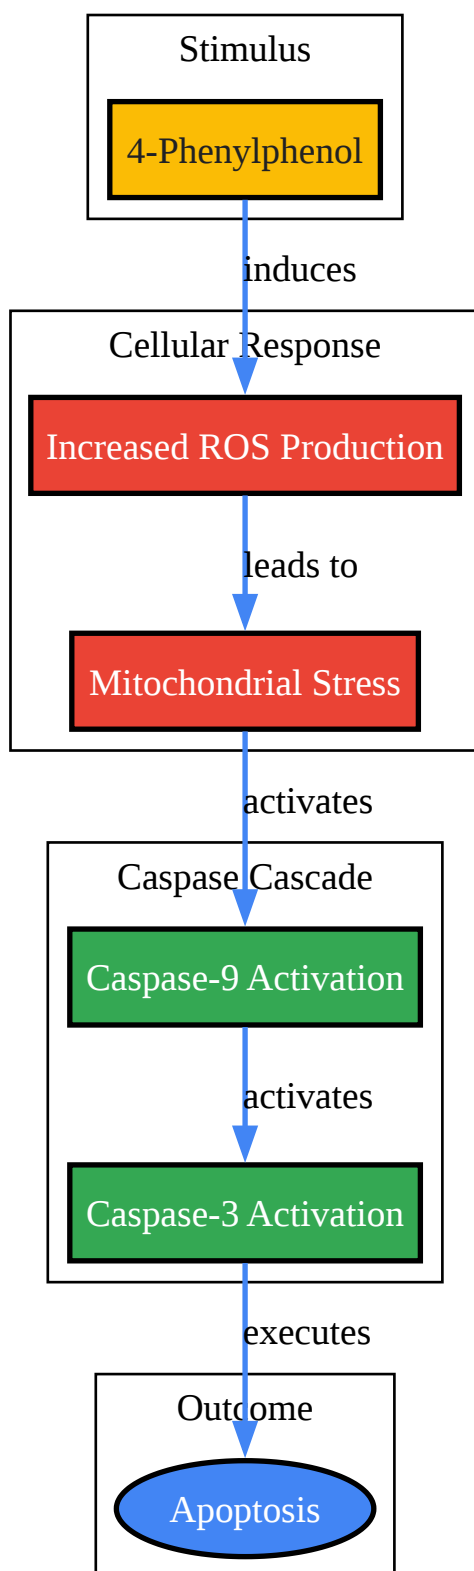 Stimulus
4-Phenylphenol
induces
Cellular Response
Increased ROS Production
leads to
Mitochondrial Stress
activates
Caspase Cascade
Caspase-9 Activation
activates
Caspase-3 Activation
executes
Outcome
Apoptosis